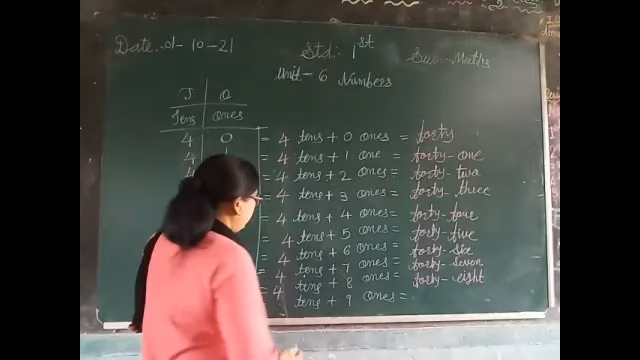 Date:- 01-10-21 Std:- 1st Sub:- Maths
Unit - 6 Numbers
T O
Tens Ones
4 0 = 4 tens + 0 ones = forty
4 1 = 4 tens + 1 one = forty-one
4 = 4 tens + 2 ones = forty-two
= 4 tens + 3 ones = forty-three
= 4 tens + 4 ones = forty-four
= 4 tens + 5 ones = forty-five
= 4 tens + 6 ones = forty-six
= 4 tens + 7 ones = forty-seven
= 4 tens + 8 ones = forty-eight
tens + 9 ones =